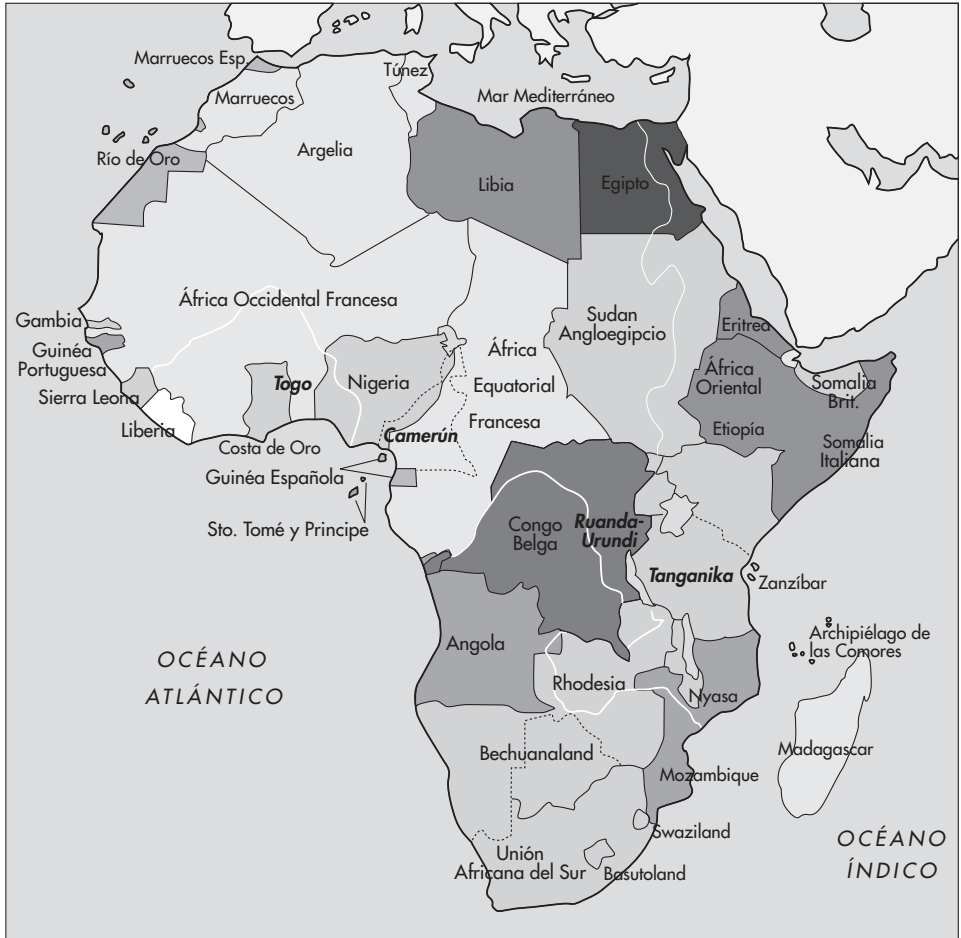 Marruecos Esp.
Túnez
Marruecos
Mar Mediterráneo
Argelia
Río de Oro
Libia
Egipto
África Occidental Francesa
Gambia
Guinéa
Portuguesa
Sierra Leona
Liberia
Togo
Nigeria
África
Equatorial
Francesa
Sudan
Angloegipcio
Eritrea
África
Oriental
Somalia
Brit.
Etiopía
Somalia
Italiana
Camerún
Costa de Oro
Guinéa Española
Sto. Tomé y Principe
Congo
Belga
Ruanda-
Urundi
Tanganika
Zanzíbar
Archipiélago de
las Comores
Angola
OCÉANO
ATLÁNTICO
Rhodesia
Nyasa
Bechuanaland
Madagascar
Mozambique
Swaziland
Unión
Africana del Sur
Basutoland
OCÉANO
ÍNDICO